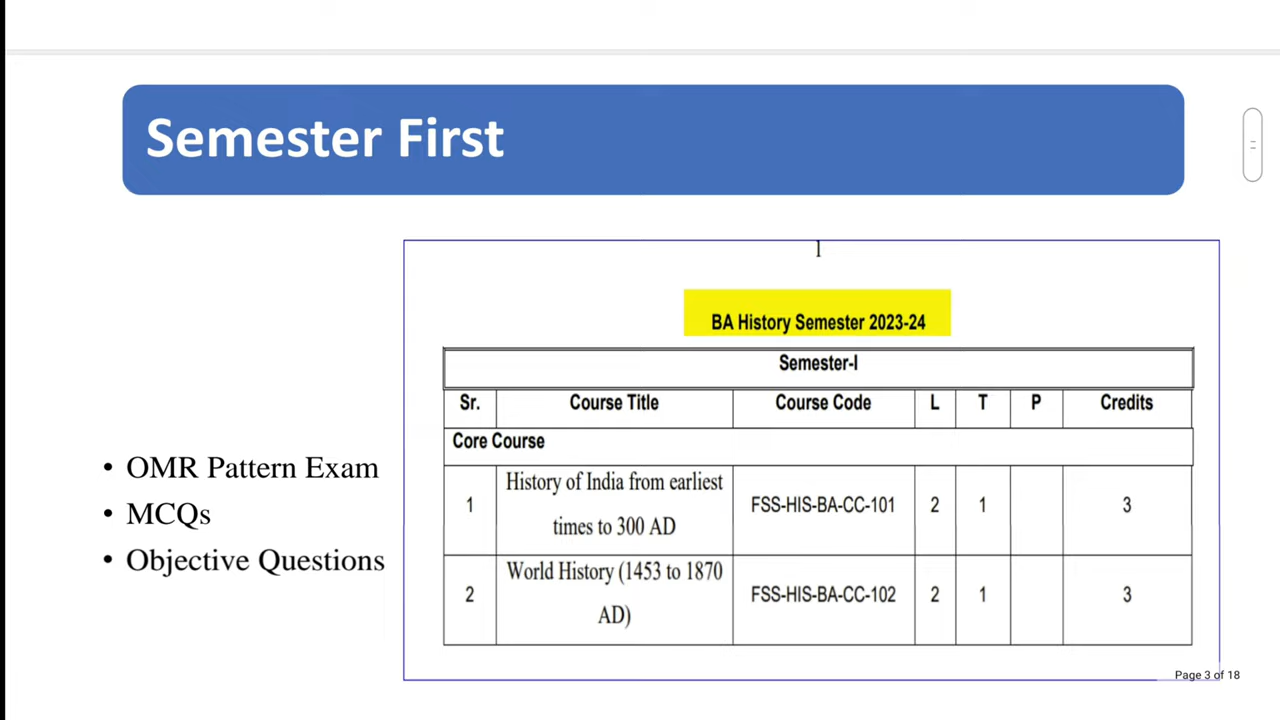 Semester First
• OMR Pattern Exam
• MCQs
• Objective Questions
1
BA History Semester 2023-24
Semester-I
Sr. Course Title Course Code L T P Credits
Core Course
1 History of India from earliest times to 300 AD FSS-HIS-BA-CC-101 2 1 3
2 World History (1453 to 1870 AD) FSS-HIS-BA-CC-102 2 1 3
Page 3 of 18